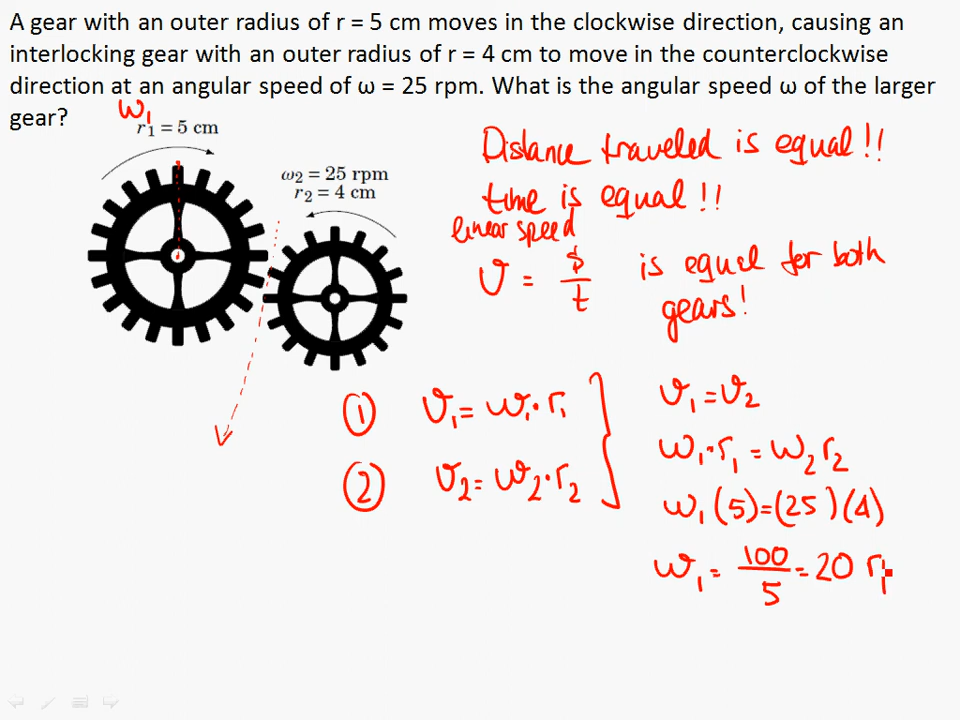 A gear with an outer radius of r = 5 cm moves in the clockwise direction, causing an
interlocking gear with an outer radius of r = 4 cm to move in the counterclockwise
direction at an angular speed of ω = 25 rpm. What is the angular speed ω of the larger
gear?
ω₁
r₁ = 5 cm
ω₂ = 25 rpm
r₂ = 4 cm
Distance traveled is equal!!
time is equal!!
linear speed
v = s/t is equal for both
gears!
① v₁ = ω₁·r₁
② v₂ = ω₂·r₂
v₁ = v₂
ω₁·r₁ = ω₂r₂
ω₁(5)=(25)(4)
ω₁ = 100/5 = 20 r